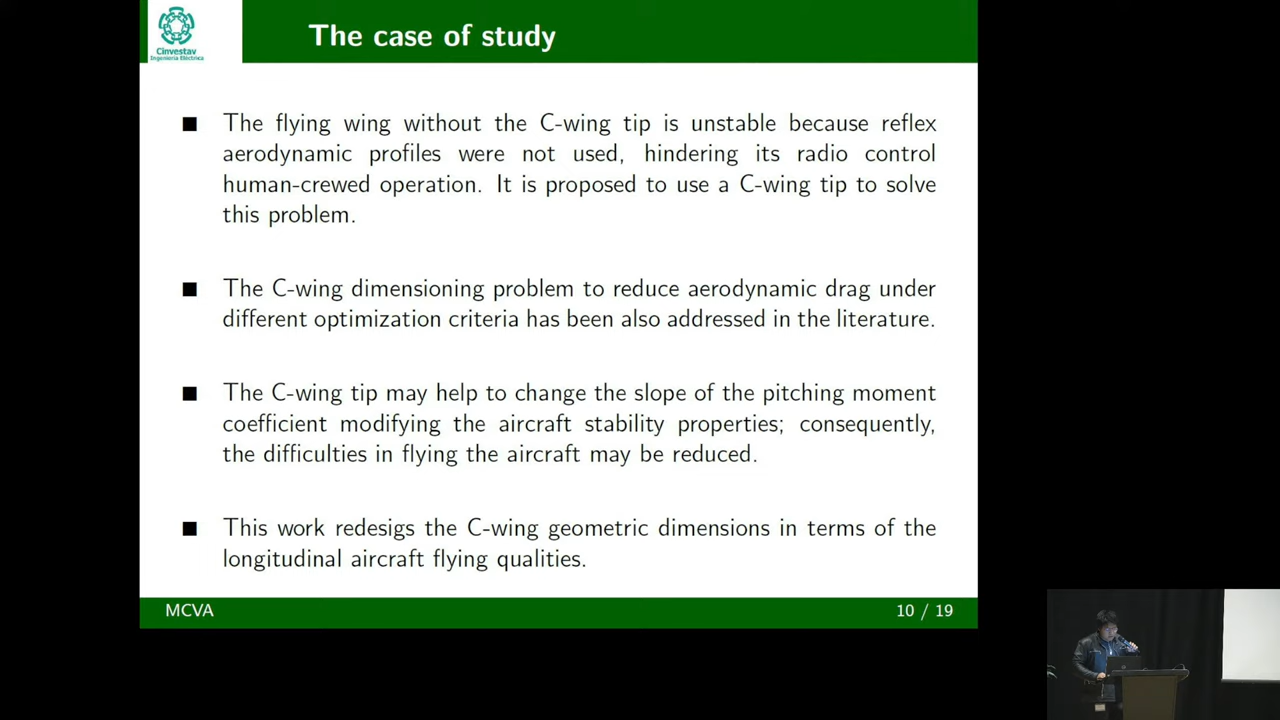 Cinvestav
Ingeniería Eléctrica
The case of study
The flying wing without the C-wing tip is unstable because reflex
aerodynamic profiles were not used, hindering its radio control
human-crewed operation. It is proposed to use a C-wing tip to solve
this problem.
The C-wing dimensioning problem to reduce aerodynamic drag under
different optimization criteria has been also addressed in the literature.
The C-wing tip may help to change the slope of the pitching moment
coefficient modifying the aircraft stability properties; consequently,
the difficulties in flying the aircraft may be reduced.
This work redesigs the C-wing geometric dimensions in terms of the
longitudinal aircraft flying qualities.
MCVA
10 / 19